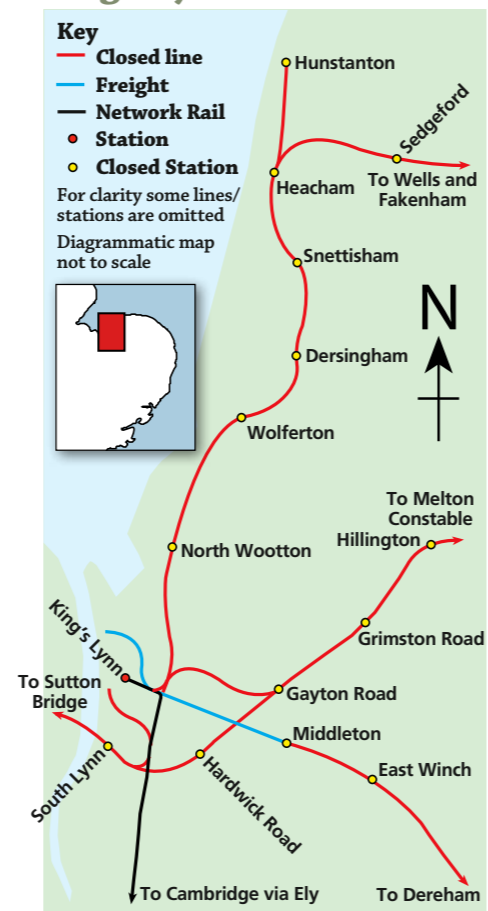 Key
Closed line
Freight
Network Rail
Station
Closed Station
For clarity some lines/
stations are omitted
Diagrammatic map
not to scale
Hunstanton
Sedgeford
Heacham
To Wells and
Fakenham
Snettisham
N
Dersingham
Wolferton
To Melton
Constable
Hillington
North Wootton
King's Lynn
Grimston Road
To Sutton
Bridge
Gayton Road
Middleton
South Lynn
Hardwick Road
East Winch
To Cambridge via Ely
To Dereham